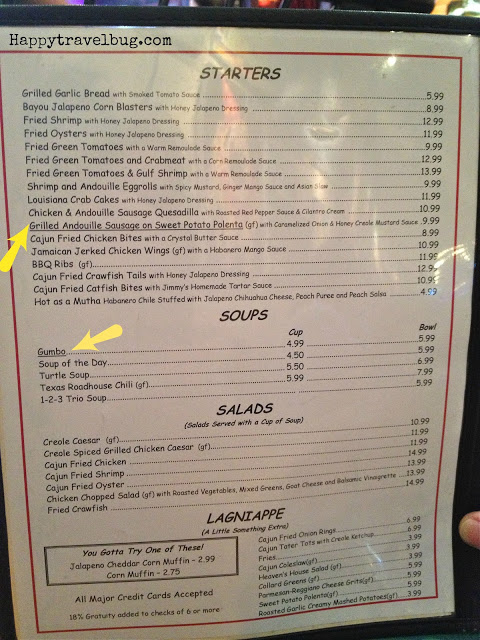 Happytravelbug.com
STARTERS
Grilled Garlic Bread with Smoked Tomato Sauce 5.99
Bayou Jalapeno Corn Blasters with Honey Jalapeno Dressing 8.99
Fried Shrimp with Honey Jalapeno Dressing 12.99
Fried Oysters with Honey Jalapeno Dressing 11.99
Fried Green Tomatoes with a Warm Remoulade Sauce 9.99
Fried Green Tomatoes and Crabmeat with a Corn Remoulade Sauce 12.99
Fried Green Tomatoes & Gulf Shrimp with a Warm Remoulade Sauce 13.99
Shrimp and Andouille Eggrolls with Spicy Mustard, Ginger Mango Sauce and Asian Slaw 9.99
Louisiana Crab Cakes with Honey Jalapeno Dressing 11.99
Chicken & Andouille Sausage Quesadilla with Roasted Red Pepper Sauce & Cilantro Cream 10.99
Grilled Andouille Sausage on Sweet Potato Polenta (gf) with Caramelized Onion & Honey Creole Mustard Sauce 9.99
Cajun Fried Chicken Bites with a Crystal Butter Sauce 8.99
Jamaican Jerked Chicken Wings (gf) with a Habanero Mango Sauce 10.99
BBQ Ribs (gf) 11.99
Cajun Fried Crawfish Tails with Honey Jalapeno Dressing 12.99
Cajun Fried Catfish Bites with Jimmy's Homemade Tartar Sauce 10.99
Hot as a Mutha Habanero Chile Stuffed with Jalapeno Chihuahua Cheese, Peach Puree and Peach Salsa 4.99
SOUPS
Cup Bowl
Gumbo 4.99 5.99
Soup of the Day 4.50 5.99
Turtle Soup 5.50 6.99
Texas Roadhouse Chili (gf) 5.99 7.99
1-2-3 Trio Soup 5.99
SALADS
(Salads Served with a Cup of Soup)
Creole Caesar (gf) 10.99
Creole Spiced Grilled Chicken Caesar (gf) 11.99
Cajun Fried Chicken 11.99
Cajun Fried Shrimp 14.99
Cajun Fried Oyster 13.99
Chicken Chopped Salad (gf) with Roasted Vegetables, Mixed Greens, Goat Cheese and Balsamic Vinaigrette 13.99
Fried Crawfish 14.99
LAGNIAPPE
(A Little Something Extra)
You Gotta Try One of These!
Jalapeno Cheddar Corn Muffin - 2.99
Corn Muffin - 2.75
All Major Credit Cards Accepted
18% Gratuity added to checks of 6 or more
Cajun Fried Onion Rings 6.99
Cajun Tater Tots with Creole Ketchup 6.99
Fries 3.99
Cajun Coleslaw(gf) 3.99
Heaven's House Salad (gf) 5.99
Collard Greens (gf) 5.99
Parmesan-Reggiano Cheese Grits(gf) 5.99
Sweet Potato Polenta(gf)
Roasted Garlic Creamy Mashed Potatoes(gf) 3.99